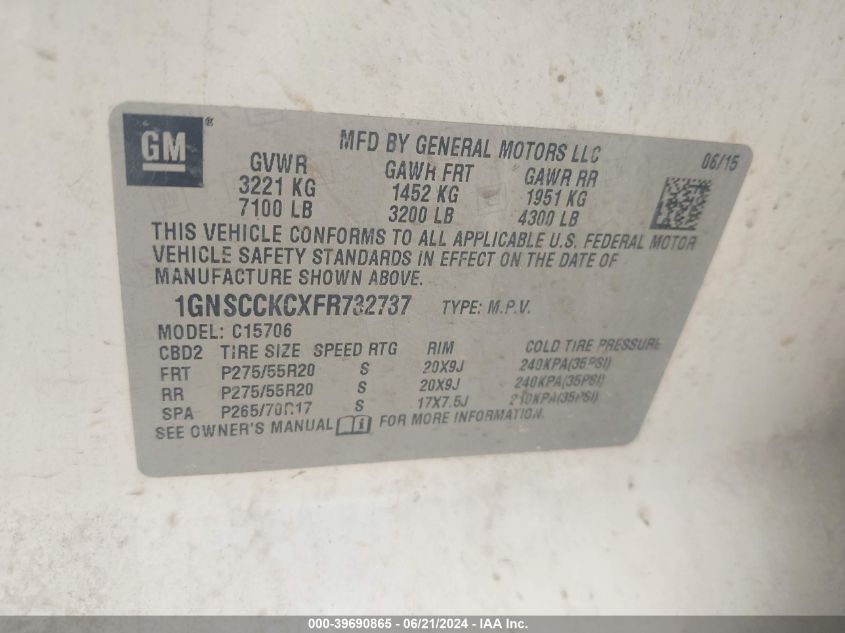 GM®
MFD BY GENERAL MOTORS LLC
06/15
GVWR GAWR FRT GAWR RR
3221 KG 1452 KG 1951 KG
7100 LB 3200 LB 4300 LB
THIS VEHICLE CONFORMS TO ALL APPLICABLE U.S. FEDERAL MOTOR
VEHICLE SAFETY STANDARDS IN EFFECT ON THE DATE OF
MANUFACTURE SHOWN ABOVE.
1GNSCCKCXFR732737 TYPE: M.P.V.
MODEL: C15706
CBD2 TIRE SIZE SPEED RTG RIM COLD TIRE PRESSURE
FRT P275/55R20 S 20X9J 240KPA(35PSI)
RR P275/55R20 S 20X9J 240KPA(35PSI)
SPA P265/70R17 S 17X7.5J 240KPA(35PSI)
SEE OWNER'S MANUAL FOR MORE INFORMATION.
000-39690865 - 06/21/2024 - IAA Inc.